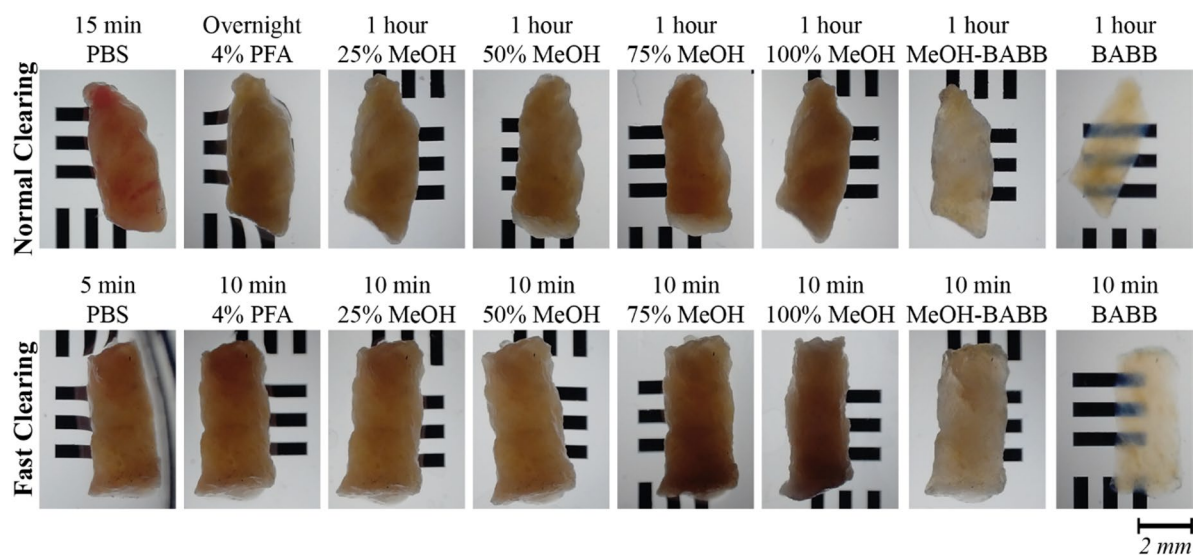 15 min Overnight 1 hour 1 hour 1 hour 1 hour 1 hour 1 hour
PBS 4% PFA 25% MeOH 50% MeOH 75% MeOH 100% MeOH MeOH-BABB BABB
Normal Clearing
5 min 10 min 10 min 10 min 10 min 10 min 10 min 10 min
PBS 4% PFA 25% MeOH 50% MeOH 75% MeOH 100% MeOH MeOH-BABB BABB
Fast Clearing
2 mm